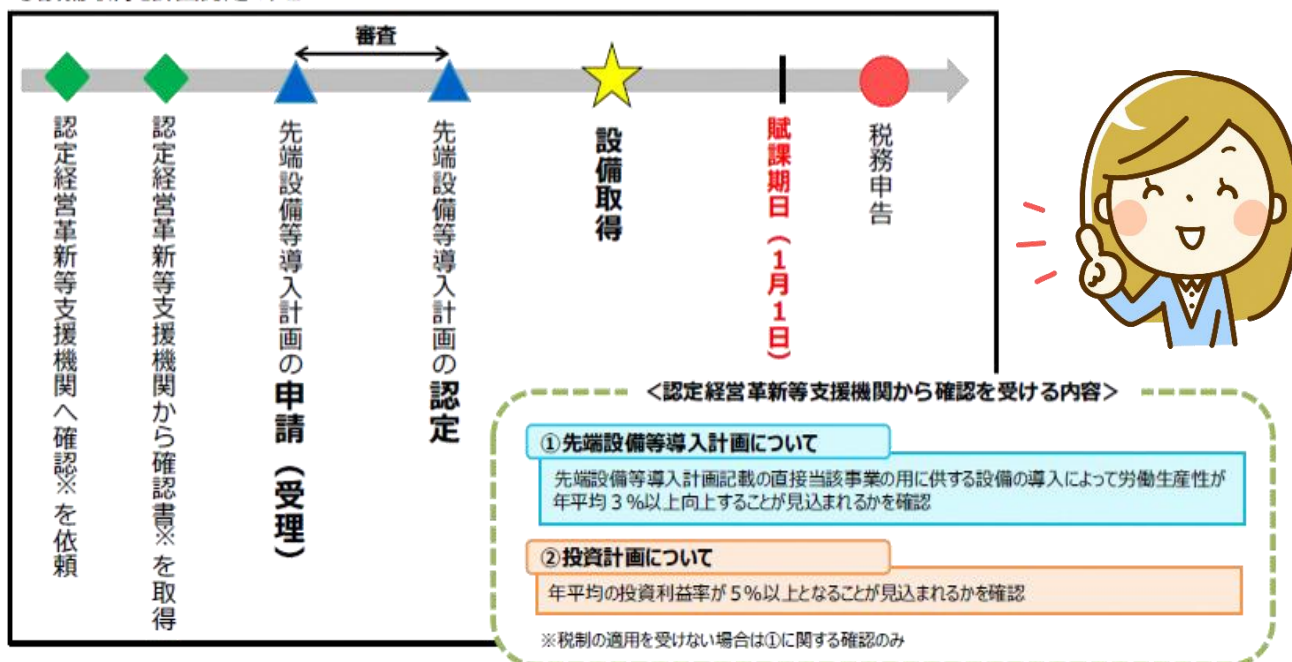 審査
認定経営革新等支援機関へ確認※を依頼
認定経営革新等支援機関から確認書※を取得
先端設備等導入計画の申請（受理）
先端設備等導入計画の認定
設備取得
賦課期日（1月1日）
税務申告
＜認定経営革新等支援機関から確認を受ける内容＞
①先端設備等導入計画について
先端設備等導入計画記載の直接当該事業の用に供する設備の導入によって労働生産性が
年平均３％以上向上することが見込まれるかを確認
②投資計画について
年平均の投資利益率が５％以上となることが見込まれるかを確認
※税制の適用を受けない場合は①に関する確認のみ